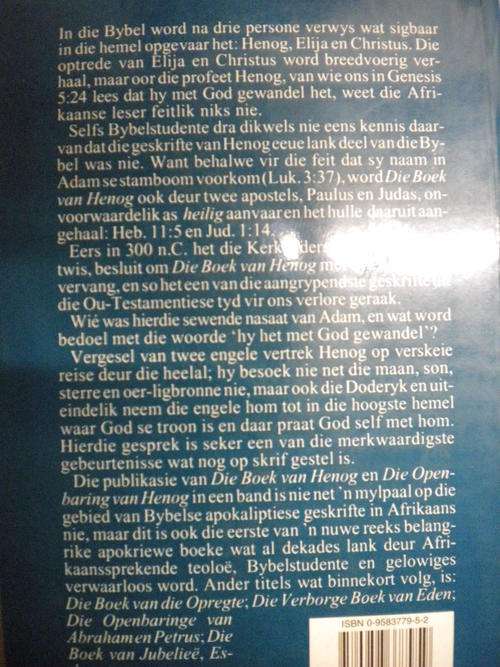 In die Bybel word na drie persone verwys wat sigbaar
in die hemel opgevaar het: Henog, Elija en Christus. Die
optrede van Elija en Christus word breedvoerig ver-
haal, maar oor die profeet Henog, van wie ons in Genesis
5:24 lees dat hy met God gewandel het, weet die Afri-
kaanse leser feitlik niks nie.
Selfs Bybelstudente dra dikwels nie eens kennis daar-
van dat die geskrifte van Henog eeue lank deel van die By-
bel was nie. Want behalwe vir die feit dat sy naam in
Adam se stamboom voorkom (Luk. 3:37), word Die Boek
van Henog ook deur twee apostels, Paulus en Judas, on-
voorwaardelik as heilig aanvaar en het hulle daaruit aan-
gehaal: Heb. 11:5 en Jud. 1:14.
Eers in 300 n.C. het die
twis, besluit om Die Boek van Henog
vervang, en so het een van die aangrypendste geskrifte
die Ou-Testamentiese tyd vir ons verlore geraak.
Wié was hierdie sewende nasaat van Adam, en wat word
bedoel met die woorde 'hy het met God gewandel'?
Vergesel van twee engele vertrek Henog op verskeie
reise deur die heelal; hy besoek nie net die maan, son,
sterre en oer-ligbronne nie, maar ook die Doderyk en uit-
eindelik neem die engele hom tot in die hoogste hemel
waar God se troon is en daar praat God self met hom.
Hierdie gesprek is seker een van die merkwaardigste
gebeurtenisse wat nog op skrif gestel is.
Die publikasie van Die Boek van Henog en Die Open-
baring van Henog in een band is nie net 'n mylpaal op die
gebied van Bybelse apokaliptiese geskrifte in Afrikaans
nie, maar dit is ook die eerste van 'n nuwe reeks belang-
rike apokriewe boeke wat al dekades lank deur Afri-
kaanssprekende teoloë, Bybelstudente en gelowiges
verwaarloos word. Ander titels wat binnekort volg, is:
Die Boek van die Opregte; Die Verborge Boek van Eden;
Die Openbaringe van
Abraham en Petrus; Die
Boek van Jubelieë, Es-
ISBN 0-9583779-5-2